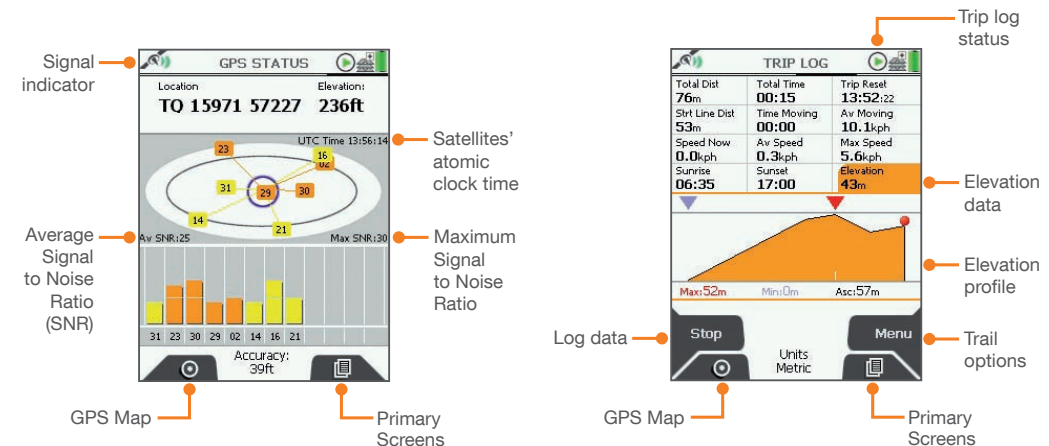 Signal
indicator
GPS STATUS
Location
Elevation:
TQ 15971 57227
236ft
UTC Time 13:56:14
23
16
02
31
29
30
14
21
Av SNR:25
Max SNR:30
31 23 30 29 02 14 16 21
Accuracy:
39ft
Satellites'
atomic
clock time
Average
Signal
to Noise
Ratio
(SNR)
Maximum
Signal
to Noise
Ratio
GPS Map
Primary
Screens
Trip log
status
TRIP LOG
Total Dist
76m
Total Time
00:15
Trip Reset
13:52:22
Strt Line Dist
53m
Time Moving
00:00
Av Moving
10.1kph
Speed Now
0.0kph
Av Speed
0.3kph
Max Speed
5.6kph
Sunrise
06:35
Sunset
17:00
Elevation
43m
Elevation
data
Elevation
profile
Max:52m
Min:0m
Asc:57m
Log data
Stop
Menu
Units
Metric
Trail
options
GPS Map
Primary
Screens